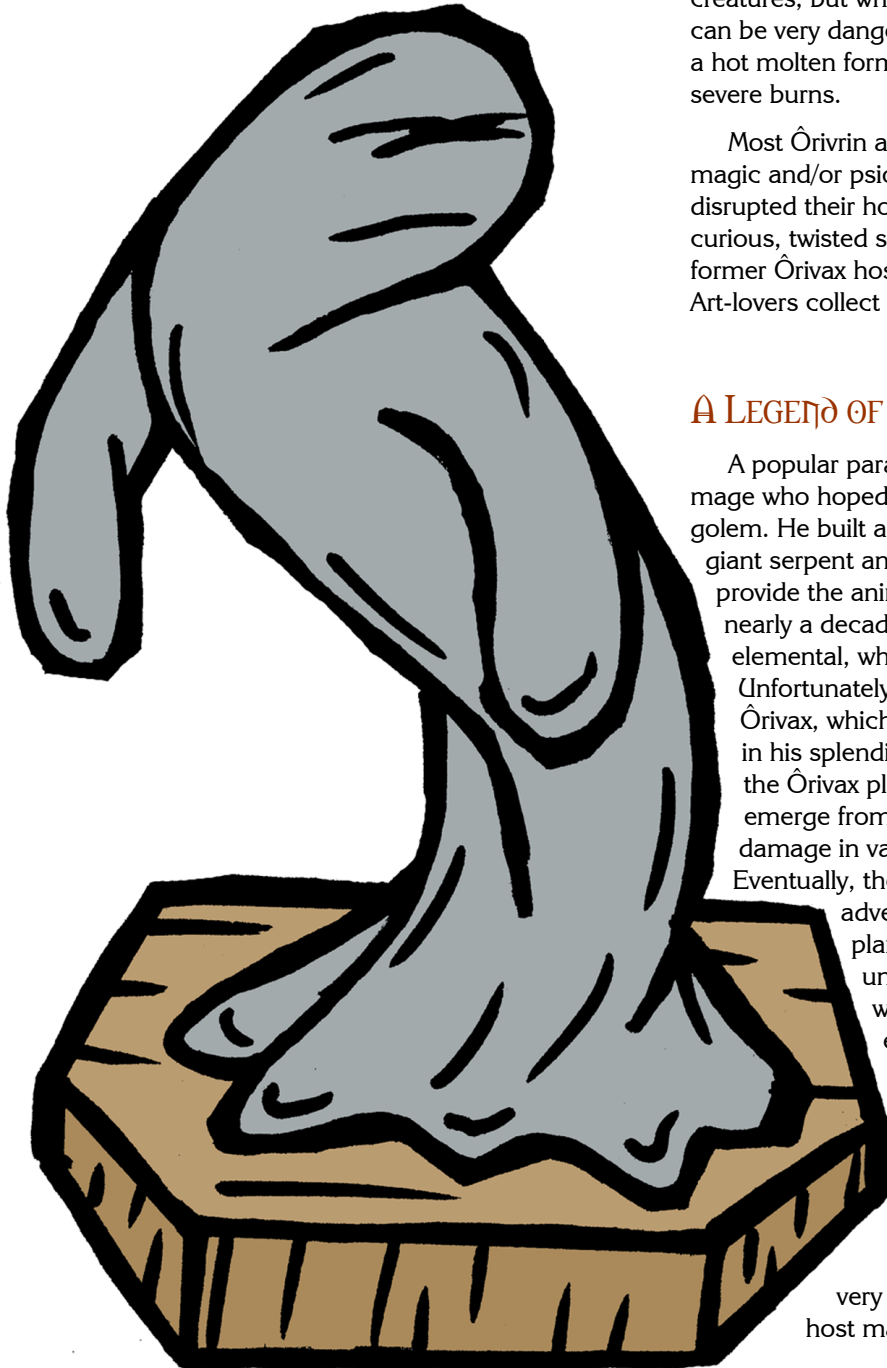 creatures, but wh
can be very dange
a hot molten form
severe burns.
Most Ôrivrin a
magic and/or psio
disrupted their ho
curious, twisted s
former Ôrivax hos
Art-lovers collect
A LEGEND OF
A popular para
mage who hoped
golem. He built a
giant serpent an
provide the anim
nearly a decad
elemental, wh
Unfortunately
Ôrivax, which
in his splendi
the Ôrivax pl
emerge from
damage in va
Eventually, the
adve
pla
un
w
e
very
host ma